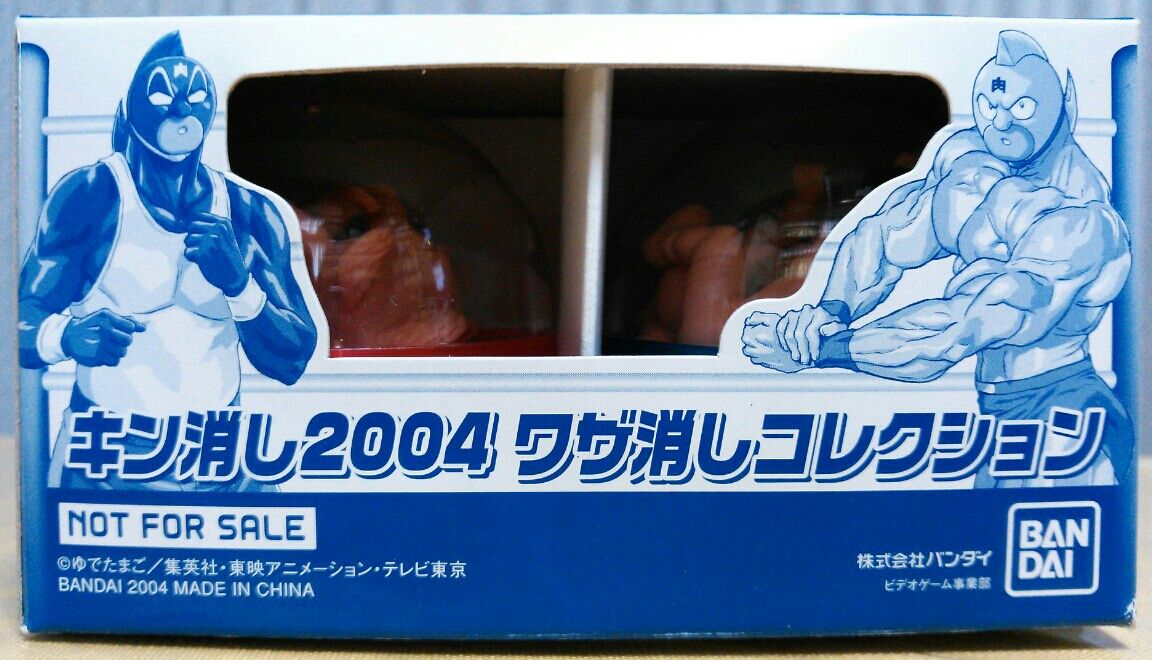 肉
キン消し2004 ワザ消しコレクション
NOT FOR SALE
©ゆでたまご／集英社・東映アニメーション・テレビ東京
BANDAI 2004 MADE IN CHINA
株式会社バンダイ
ビデオゲーム事業部
BAN
DAI